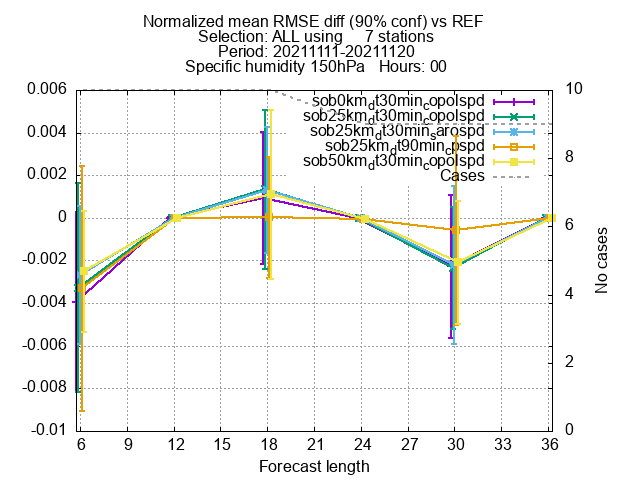 Normalized mean RMSE diff (90% conf) vs REF
Selection: ALL using 7 stations
Period: 20211111-20211120
Specific humidity 150hPa Hours: 00
0.006
0.004
0.002
0
-0.002
-0.004
-0.006
-0.008
-0.01
10
8
6
4
2
0
No cases
sob0km_dt30min_copolspd
sob25km_dt30min_copolspd
sob25km_dt30min_sarospd
sob25km_dt90min_cpspd
sob50km_dt30min_copolspd
Cases
6 9 12 15 18 21 24 27 30 33 36
Forecast length